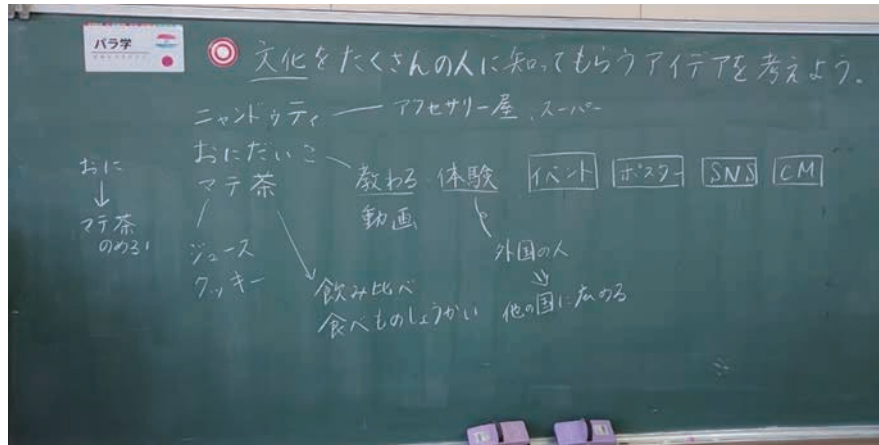 パラ学
文化をたくさんの人に知ってもらうアイデアを考えよう。
ニャンドゥティ ― アクセサリー屋、スーパー
おにだいこ
教わる 体験 イベント ポスター SNS CM
動画
マテ茶
おに
↓
マテ茶
のめる!
ジュース
クッキー
飲み比べ
食べものしょうかい
外国の人
⇓
他の国に広める